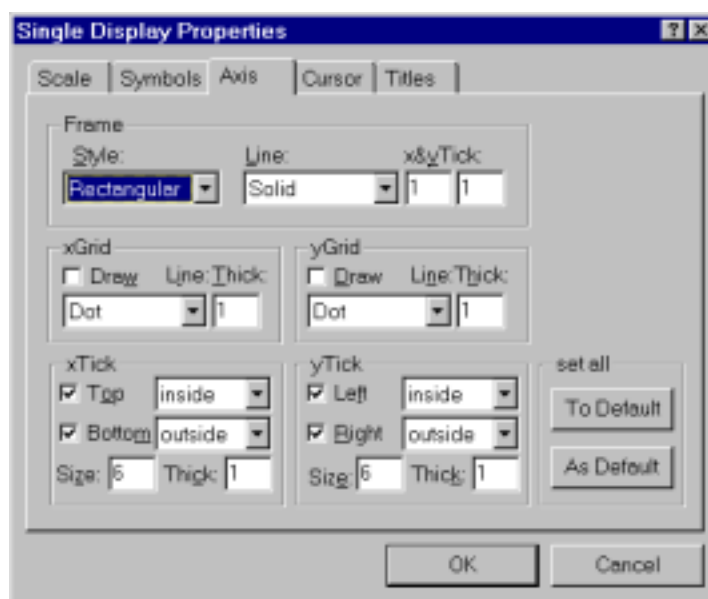 Single Display Properties
Scale Symbols Axis Cursor Titles
Frame
Style: Line: x&yTick:
Rectangular Solid 1 1
xGrid yGrid
Draw Line: Thick: Draw Line: Thick:
Dot 1 Dot 1
xTick yTick set all
Top inside Left inside To Default
Bottom outside Right outside As Default
Size: 6 Thick: 1 Size: 6 Thick: 1
OK Cancel